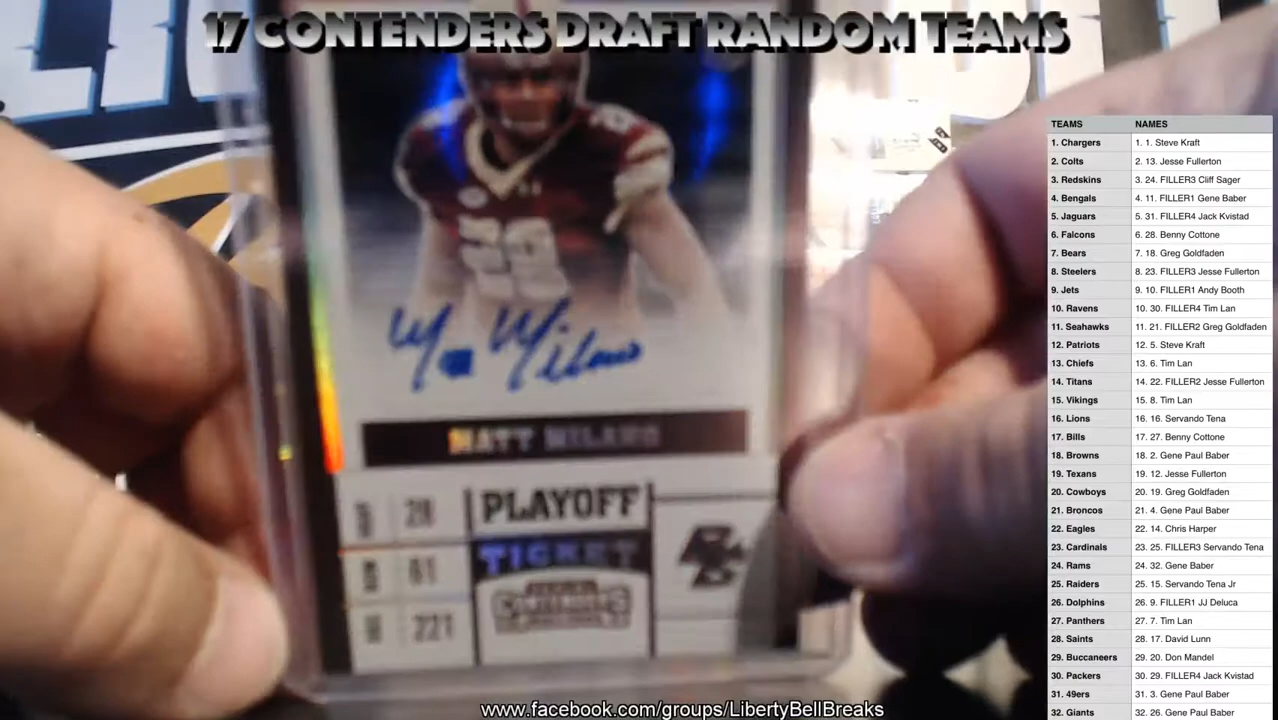 17 CONTENDERS DRAFT RANDOM TEAMS
28
MATT MILANO
28
PLAYOFF
TICKET
61
CONTENDERS
221
TEAMS NAMES
1. Chargers 1. 1. Steve Kraft
2. Colts 2. 13. Jesse Fullerton
3. Redskins 3. 24. FILLER3 Cliff Sager
4. Bengals 4. 11. FILLER1 Gene Baber
5. Jaguars 5. 31. FILLER4 Jack Kvistad
6. Falcons 6. 28. Benny Cottone
7. Bears 7. 18. Greg Goldfaden
8. Steelers 8. 23. FILLER3 Jesse Fullerton
9. Jets 9. 10. FILLER1 Andy Booth
10. Ravens 10. 30. FILLER4 Tim Lan
11. Seahawks 11. 21. FILLER2 Greg Goldfaden
12. Patriots 12. 5. Steve Kraft
13. Chiefs 13. 6. Tim Lan
14. Titans 14. 22. FILLER2 Jesse Fullerton
15. Vikings 15. 8. Tim Lan
16. Lions 16. 16. Servando Tena
17. Bills 17. 27. Benny Cottone
18. Browns 18. 2. Gene Paul Baber
19. Texans 19. 12. Jesse Fullerton
20. Cowboys 20. 19. Greg Goldfaden
21. Broncos 21. 4. Gene Paul Baber
22. Eagles 22. 14. Chris Harper
23. Cardinals 23. 25. FILLER3 Servando Tena
24. Rams 24. 32. Gene Baber
25. Raiders 25. 15. Servando Tena Jr
26. Dolphins 26. 9. FILLER1 JJ Deluca
27. Panthers 27. 7. Tim Lan
28. Saints 28. 17. David Lunn
29. Buccaneers 29. 20. Don Mandel
30. Packers 30. 29. FILLER4 Jack Kvistad
31. 49ers 31. 3. Gene Paul Baber
32. Giants 32. 26. Gene Paul Baber
www.facebook.com/groups/LibertyBellBreaks